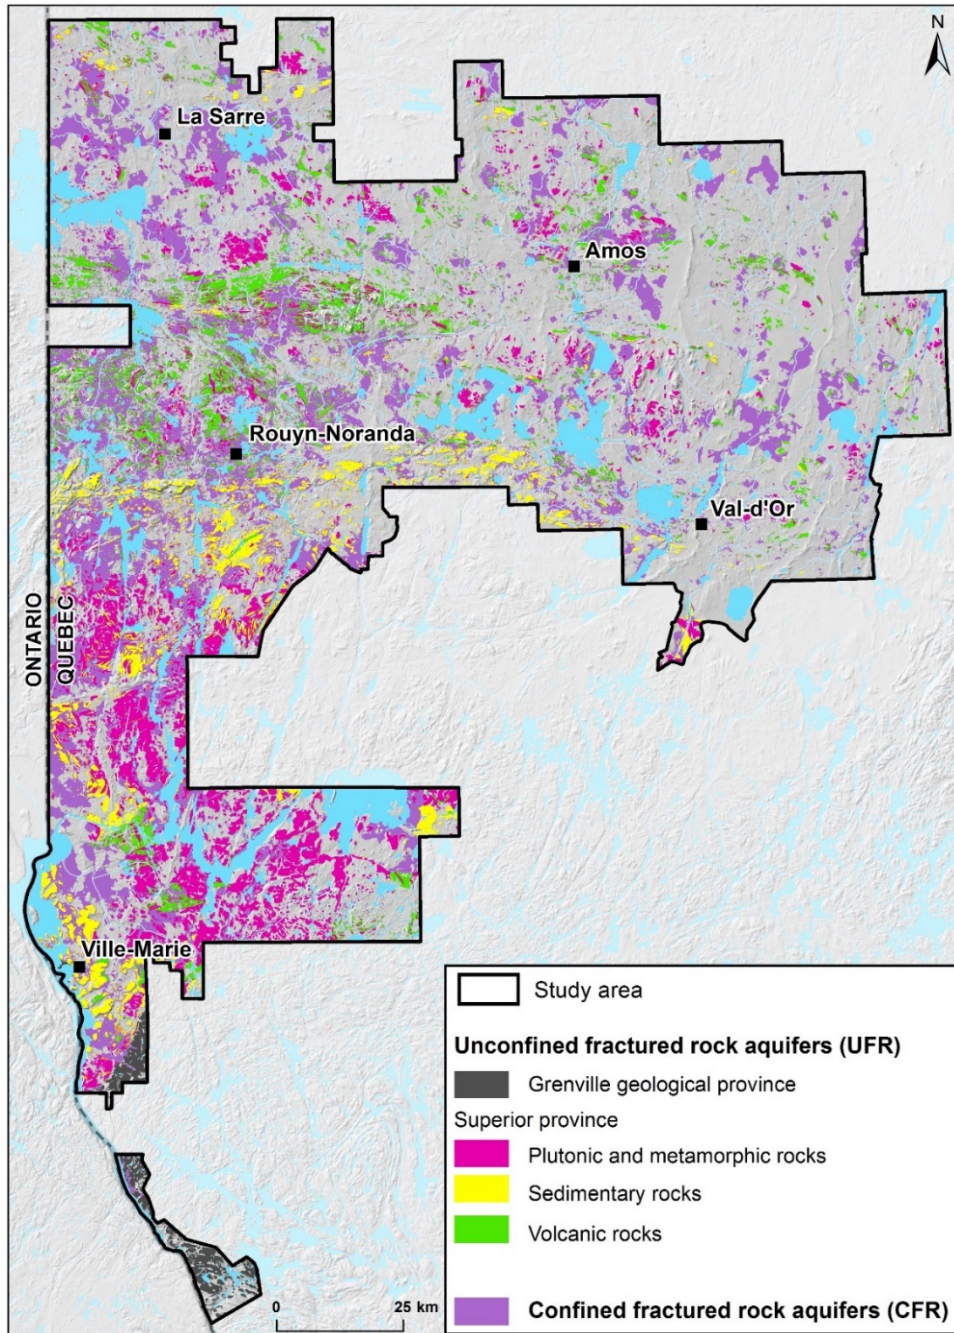 N
La Sarre
Amos
Rouyn-Noranda
Val-d'Or
ONTARIO
QUEBEC
Ville-Marie
Study area
Unconfined fractured rock aquifers (UFR)
Grenville geological province
Superior province
Plutonic and metamorphic rocks
Sedimentary rocks
Volcanic rocks
0 25 km
Confined fractured rock aquifers (CFR)